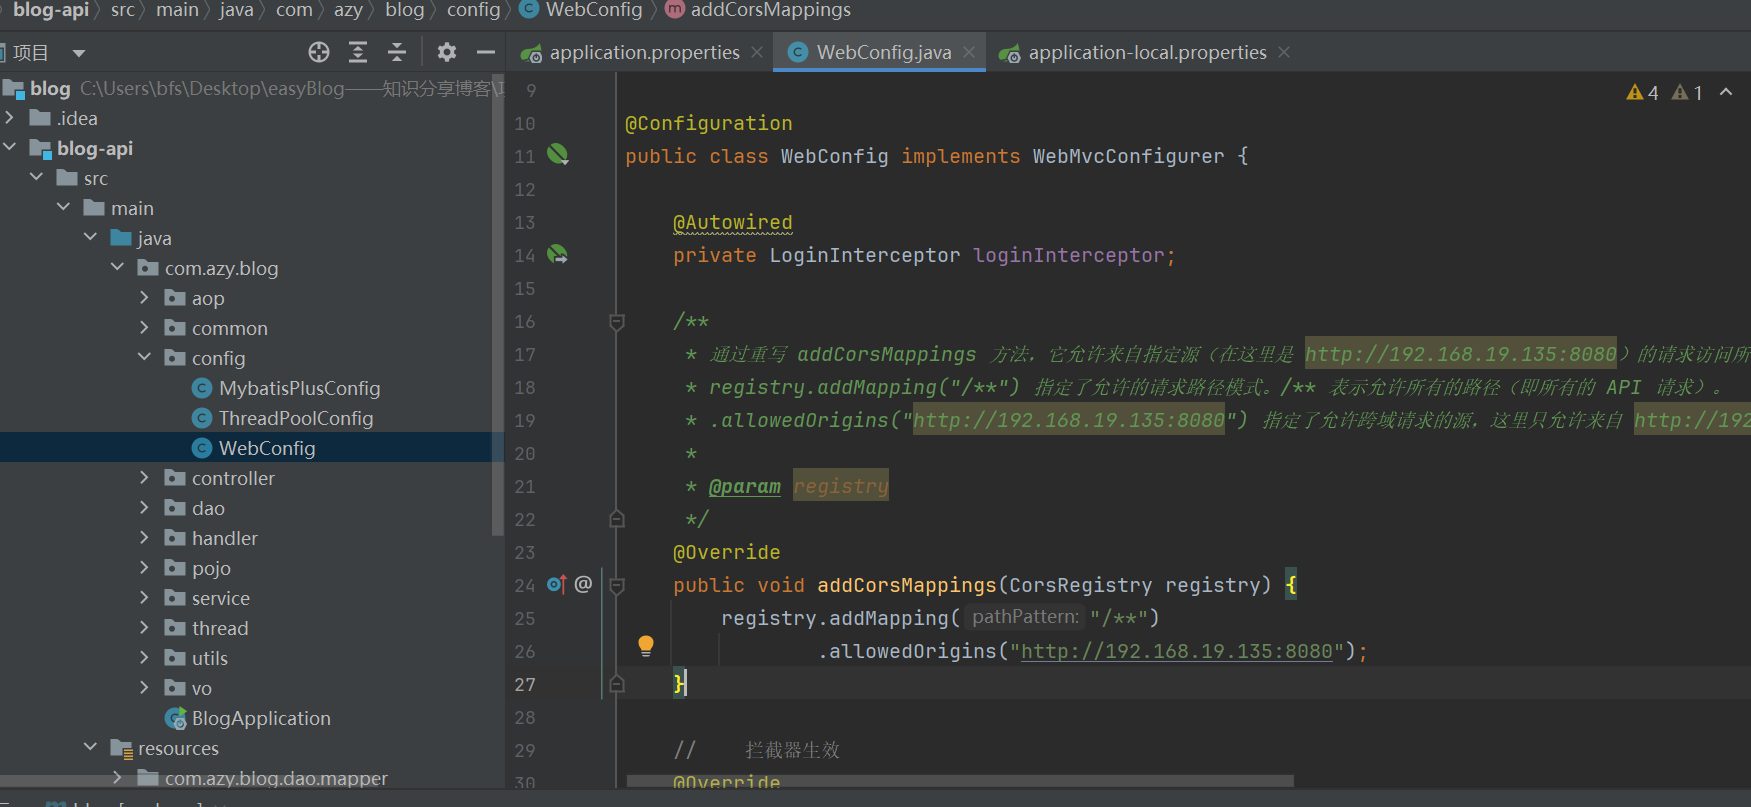 blog-api > src > main > java > com > azy > blog > config > WebConfig > addCorsMappings
项目
application.properties
WebConfig.java
application-local.properties
blog C:\Users\bfs\Desktop\easyBlog——知识分享博客\
.idea
blog-api
src
main
java
com.azy.blog
aop
common
config
MybatisPlusConfig
ThreadPoolConfig
WebConfig
controller
dao
handler
pojo
service
thread
utils
vo
BlogApplication
resources
com.azy.blog.dao.mapper
4 1
9
10 @Configuration
11 public class WebConfig implements WebMvcConfigurer {
12
13 @Autowired
14 private LoginInterceptor loginInterceptor;
15
16 /**
17 * 通过重写 addCorsMappings 方法，它允许来自指定源（在这里是 http://192.168.19.135:8080）的请求访问所
18 * registry.addMapping("/**") 指定了允许的请求路径模式。/** 表示允许所有的路径（即所有的 API 请求）。
19 * .allowedOrigins("http://192.168.19.135:8080") 指定了允许跨域请求的源，这里只允许来自 http://192
20 *
21 * @param registry
22 */
23 @Override
24 @ public void addCorsMappings(CorsRegistry registry) {
25 registry.addMapping( pathPattern: "/**")
26 .allowedOrigins("http://192.168.19.135:8080");
27 }
28
29 // 拦截器生效
30 @Override